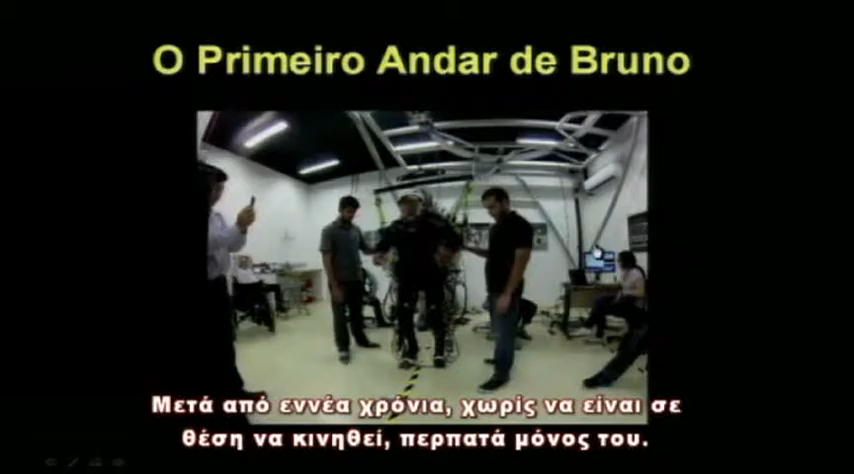 O Primeiro Andar de Bruno
Μετά από εννέα χρόνια, χωρίς να είναι σε
θέση να κινηθεί, περπατά μόνος του.